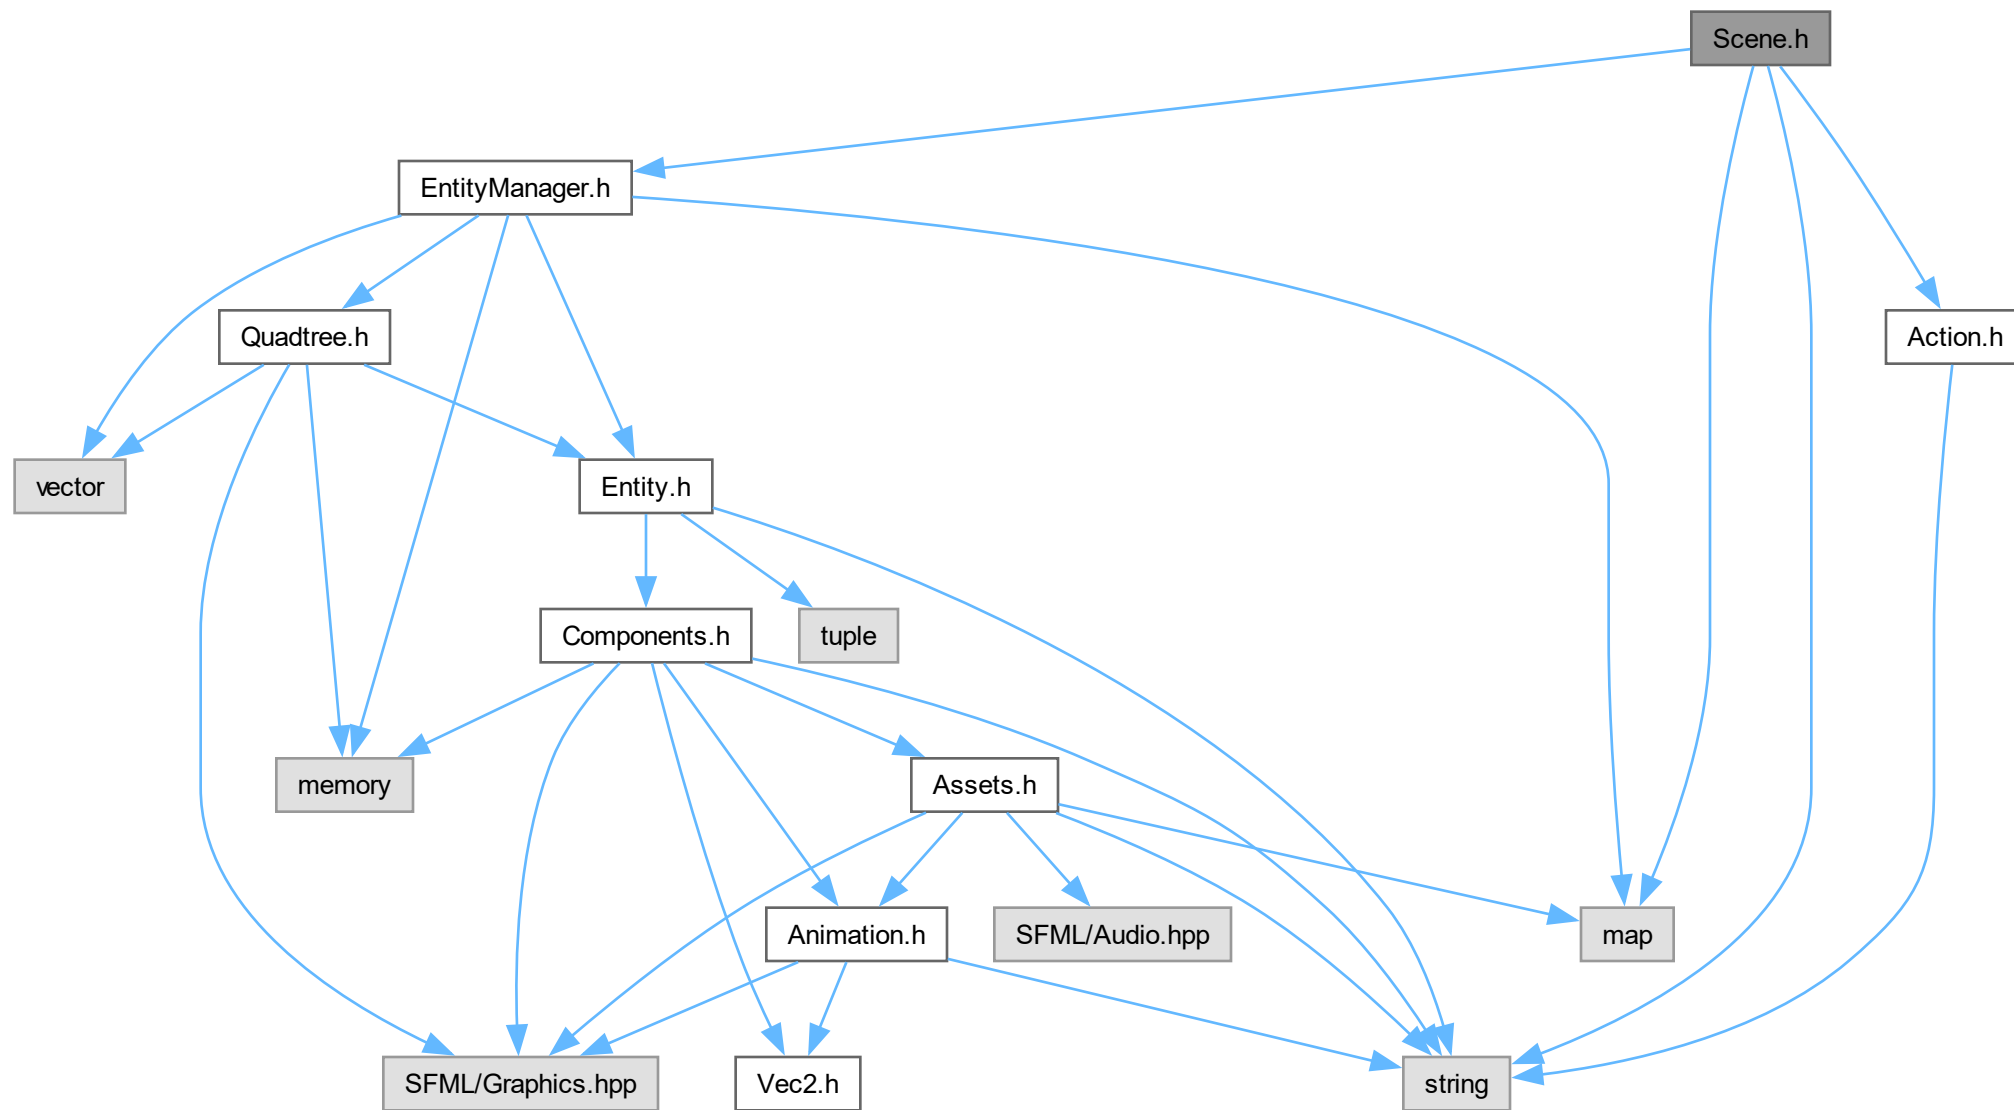 Scene.h
EntityManager.h
Quadtree.h
Action.h
vector
Entity.h
Components.h
tuple
memory
Assets.h
Animation.h
SFML/Audio.hpp
map
SFML/Graphics.hpp
Vec2.h
string